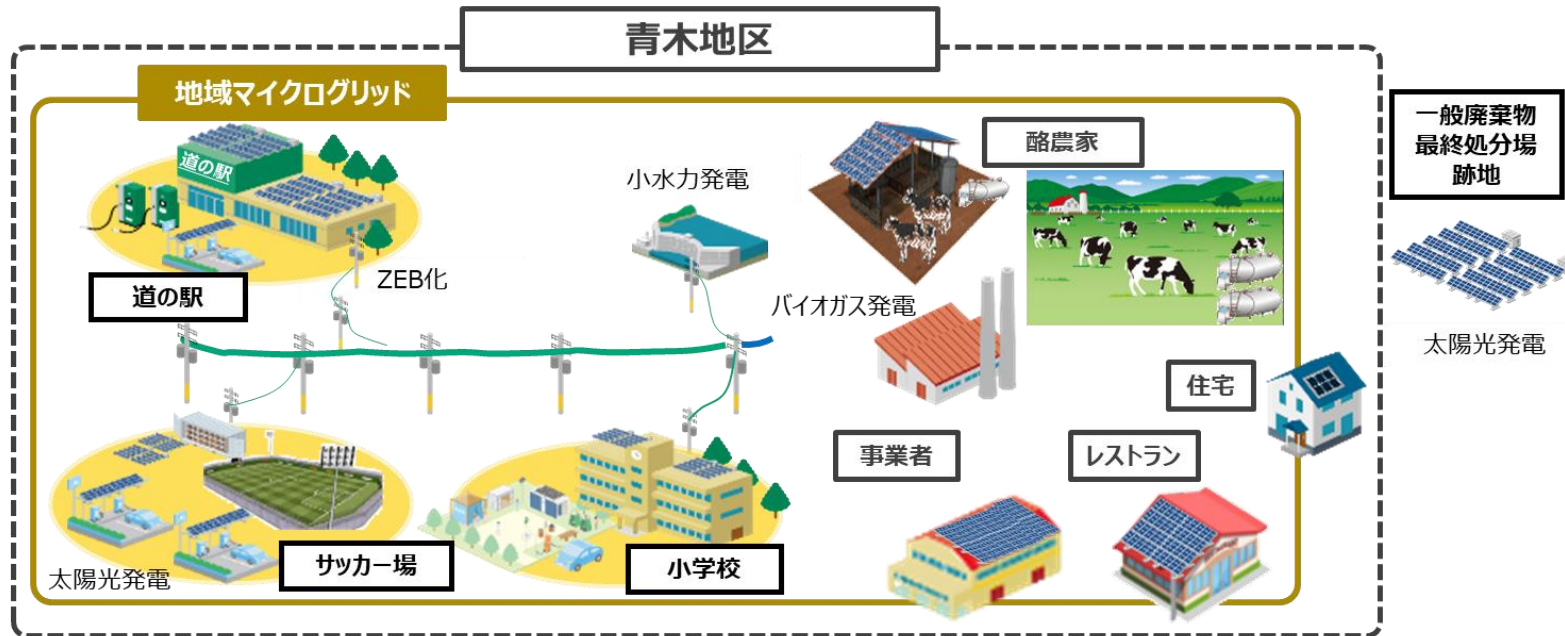 青木地区
地域マイクログリッド
道の駅
道の駅
ZEB化
小水力発電
酪農家
バイオガス発電
一般廃棄物
最終処分場
跡地
太陽光発電
住宅
事業者
レストラン
サッカー場
太陽光発電
小学校